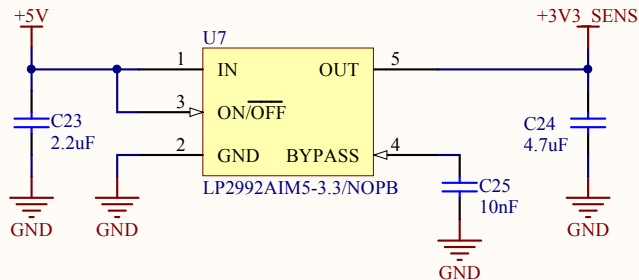 +5V
+3V3_SENS
U7
1
IN
OUT
5
3
ON/OFF
C23
2.2uF
C24
4.7uF
2
GND
BYPASS
4
LP2992AIM5-3.3/NOPB
C25
10nF
GND
GND
GND
GND